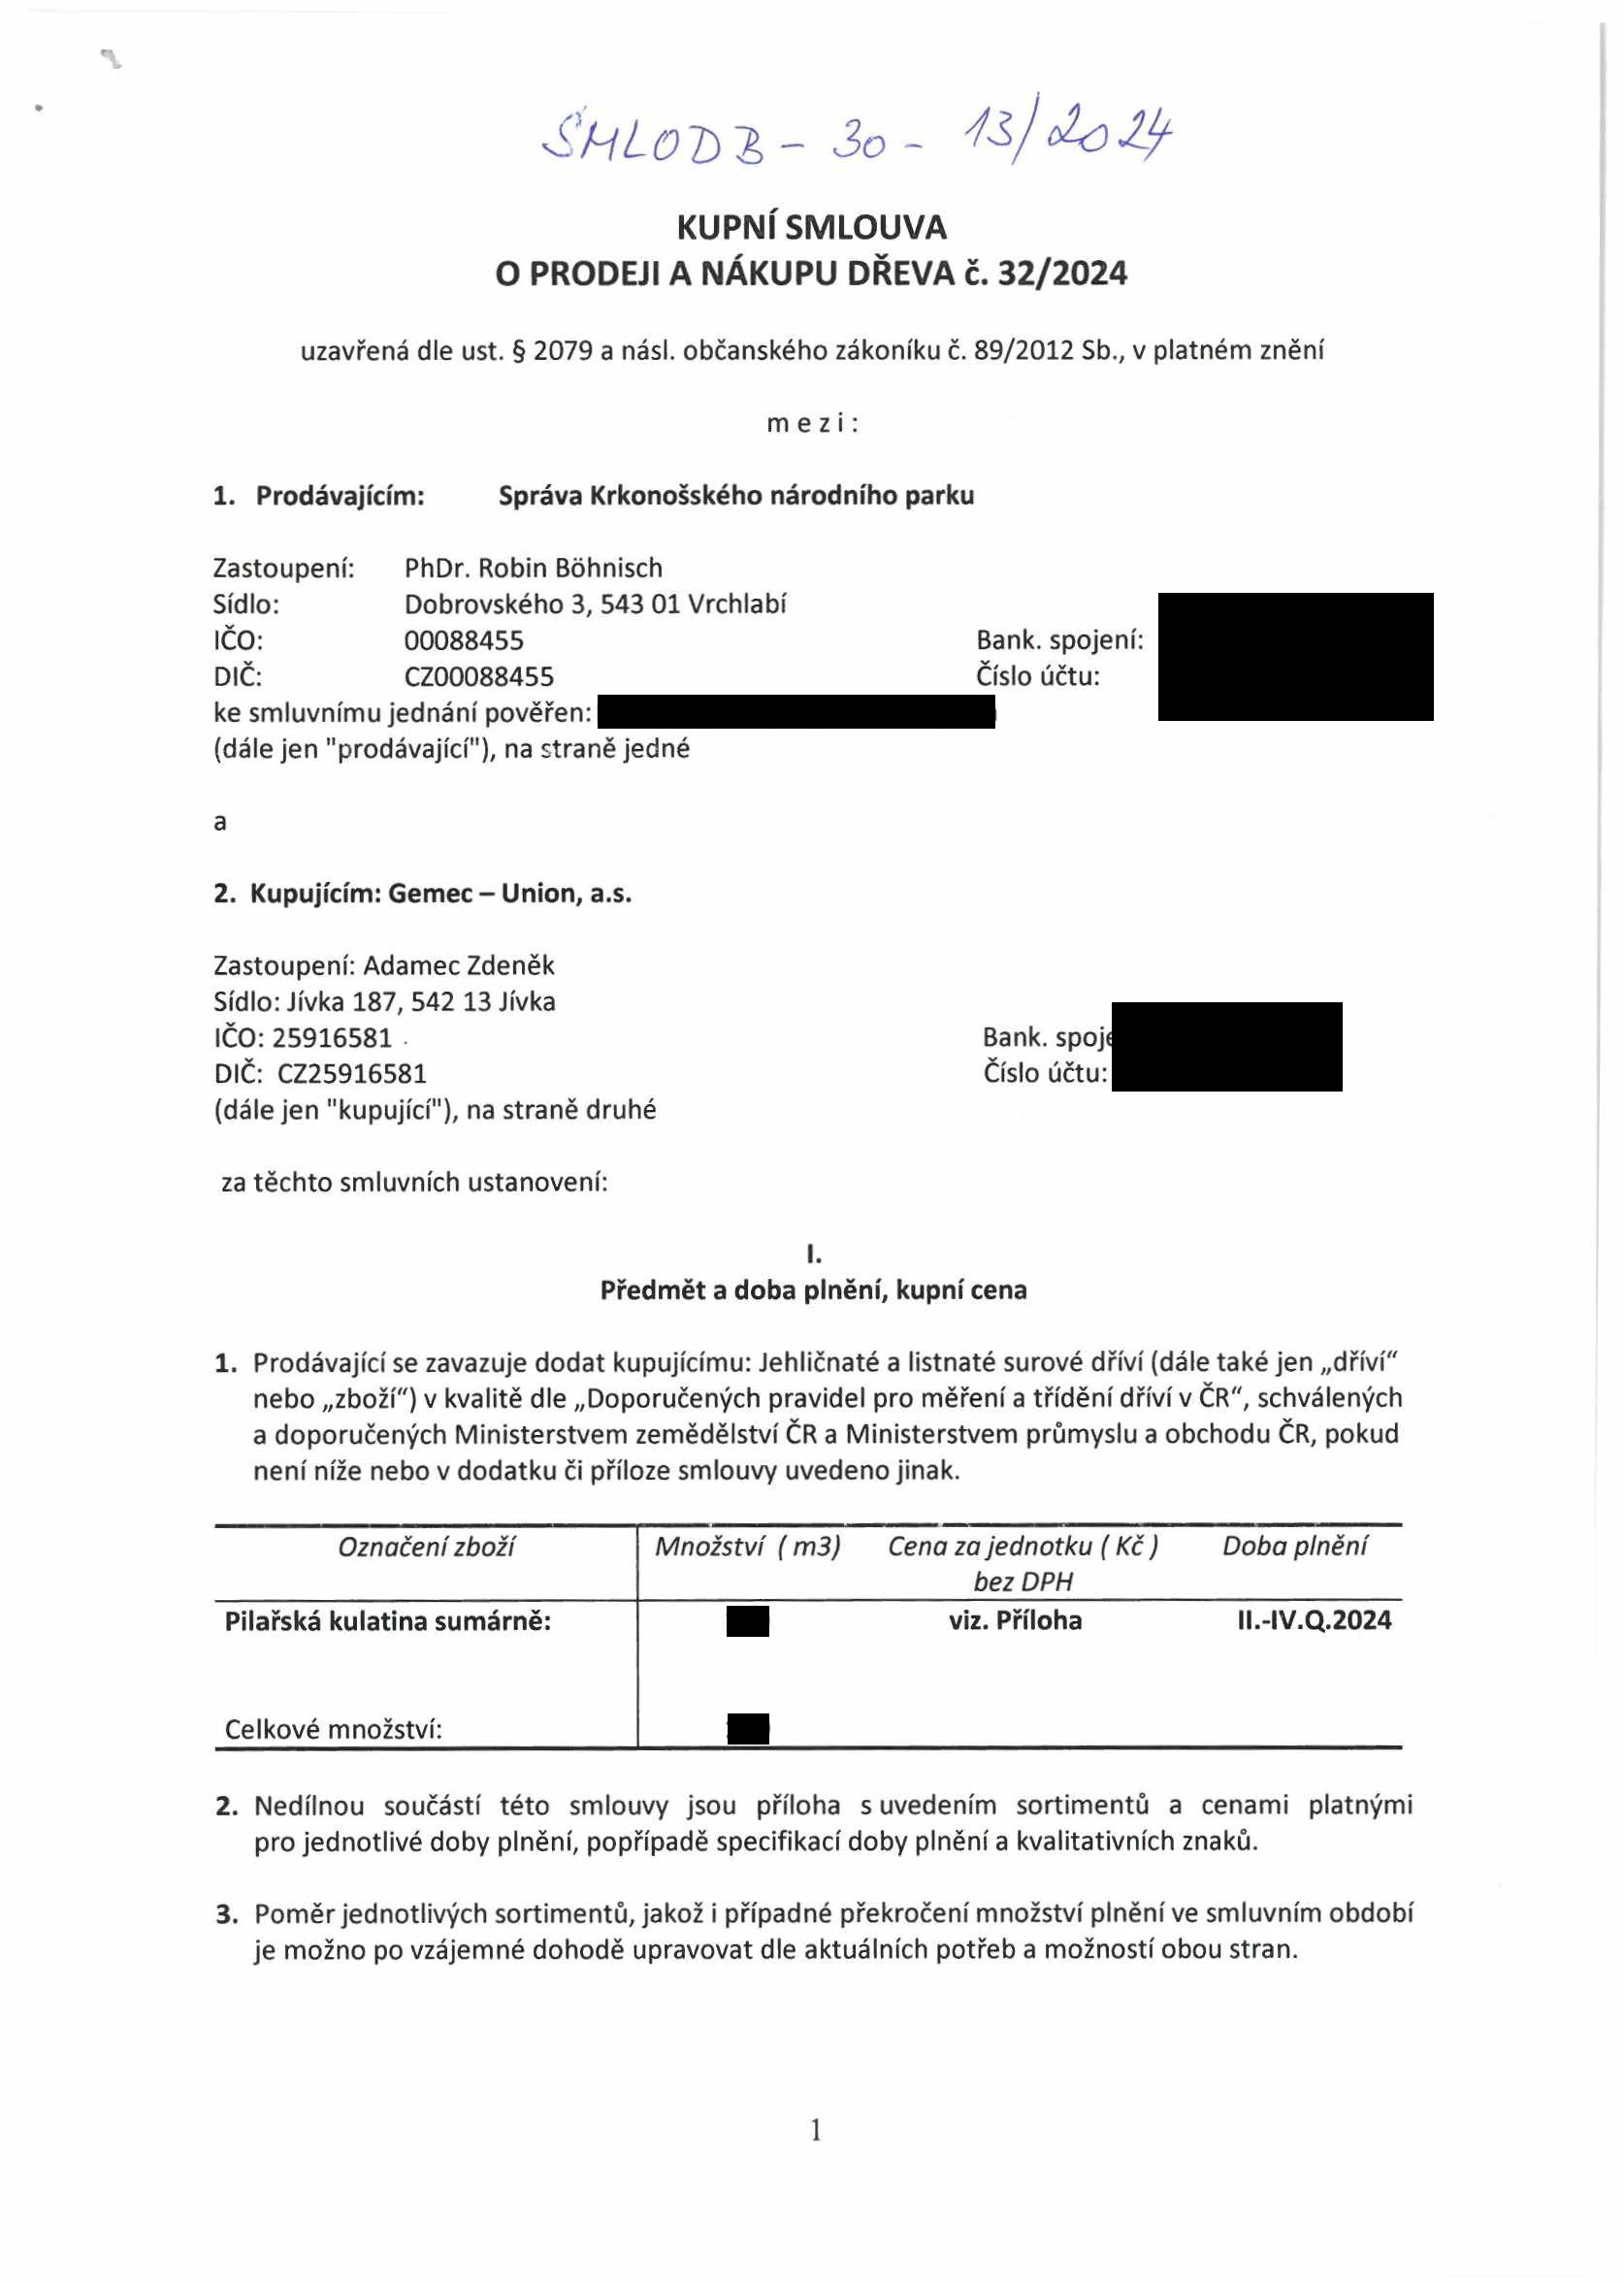 SMLODB - 30 - 13/2024
KUPNÍ SMLOUVA
O PRODEJI A NÁKUPU DŘEVA č. 32/2024
uzavřená dle ust. § 2079 a násl. občanského zákoníku č. 89/2012 Sb., v platném znění
m e z i :
1. Prodávajícím: Správa Krkonošského národního parku
Zastoupení: PhDr. Robin Böhnisch
Sídlo: Dobrovského 3, 543 01 Vrchlabí
IČO: 00088455 Bank. spojení:
DIČ: CZ00088455 Číslo účtu:
ke smluvnímu jednání pověřen:
(dále jen "prodávající"), na straně jedné
a
2. Kupujícím: Gemec – Union, a.s.
Zastoupení: Adamec Zdeněk
Sídlo: Jívka 187, 542 13 Jívka
IČO: 25916581 Bank. spoje
DIČ: CZ25916581 Číslo účtu:
(dále jen "kupující"), na straně druhé
za těchto smluvních ustanovení:
I.
Předmět a doba plnění, kupní cena
1. Prodávající se zavazuje dodat kupujícímu: Jehličnaté a listnaté surové dříví (dále také jen „dříví“
nebo „zboží“) v kvalitě dle „Doporučených pravidel pro měření a třídění dříví v ČR“, schválených
a doporučených Ministerstvem zemědělství ČR a Ministerstvem průmyslu a obchodu ČR, pokud
není níže nebo v dodatku či příloze smlouvy uvedeno jinak.
Označení zboží Množství ( m3) Cena za jednotku ( Kč ) Doba plnění
bez DPH
Pilařská kulatina sumárně: viz. Příloha II.-IV.Q.2024
Celkové množství:
2. Nedílnou součástí této smlouvy jsou příloha s uvedením sortimentů a cenami platnými
pro jednotlivé doby plnění, popřípadě specifikací doby plnění a kvalitativních znaků.
3. Poměr jednotlivých sortimentů, jakož i případné překročení množství plnění ve smluvním období
je možno po vzájemné dohodě upravovat dle aktuálních potřeb a možností obou stran.
1